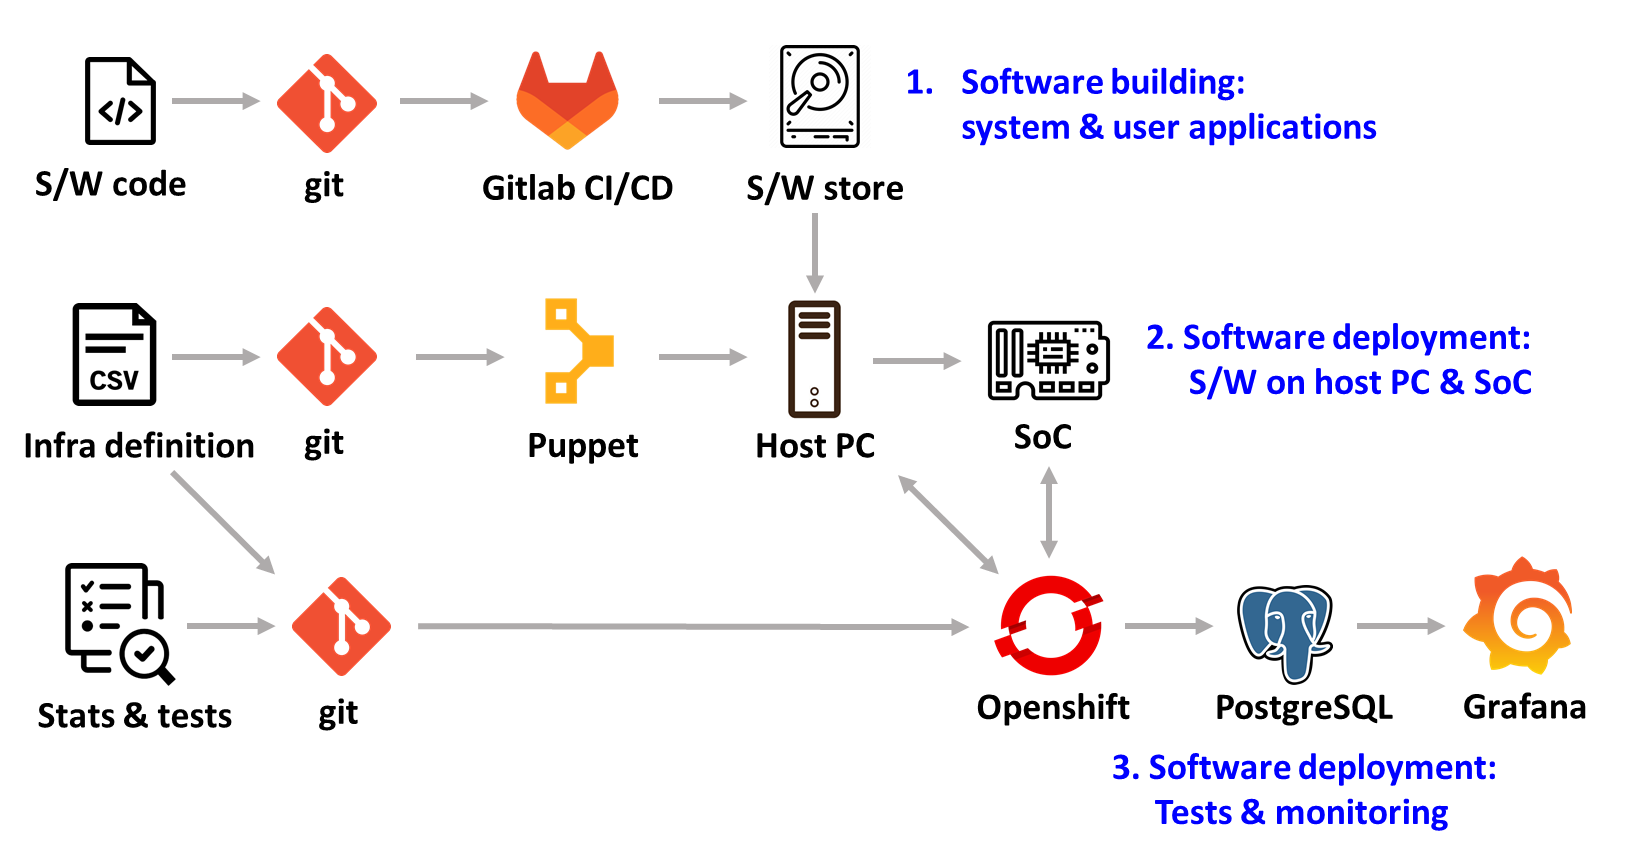 1. Software building:
system & user applications
</>
S/W code
git
Gitlab CI/CD
S/W store
2. Software deployment:
S/W on host PC & SoC
CSV
Infra definition
git
Puppet
Host PC
SoC
Stats & tests
git
Openshift
PostgreSQL
Grafana
3. Software deployment:
Tests & monitoring